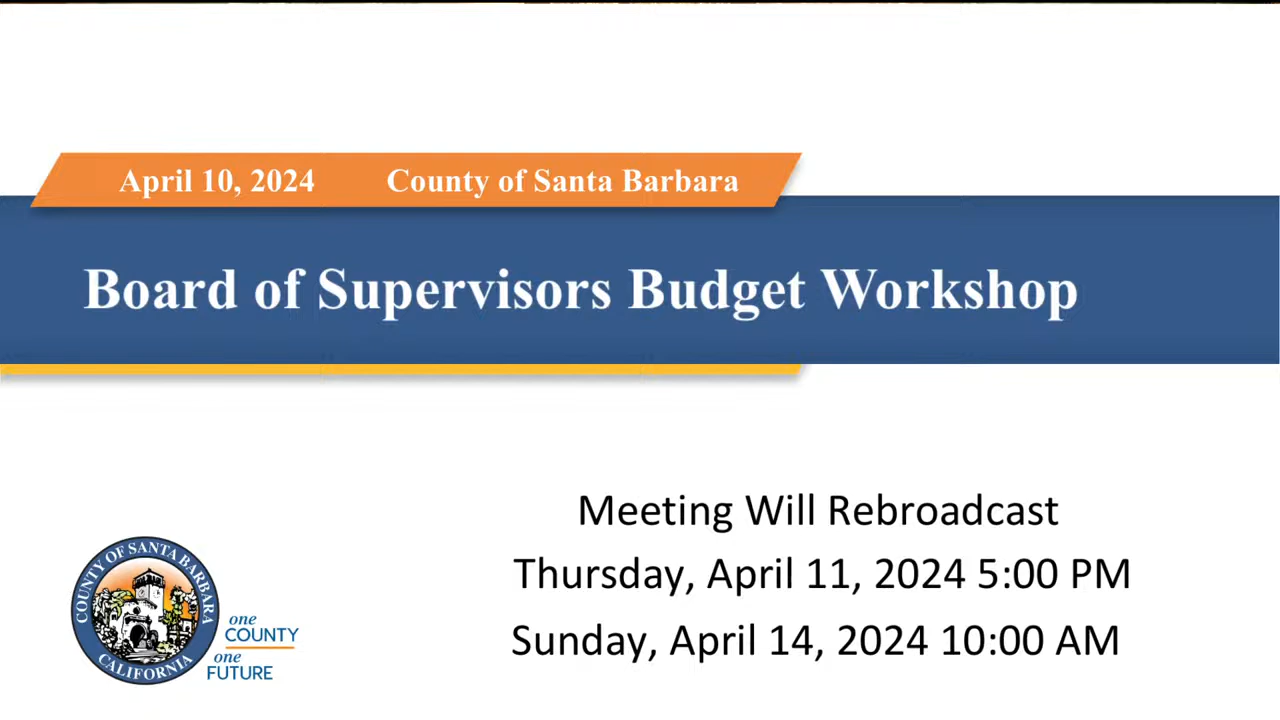 April 10, 2024 County of Santa Barbara
Board of Supervisors Budget Workshop
Meeting Will Rebroadcast
Thursday, April 11, 2024 5:00 PM
Sunday, April 14, 2024 10:00 AM
COUNTY OF SANTA BARBARA
CALIFORNIA
one
COUNTY
one
FUTURE